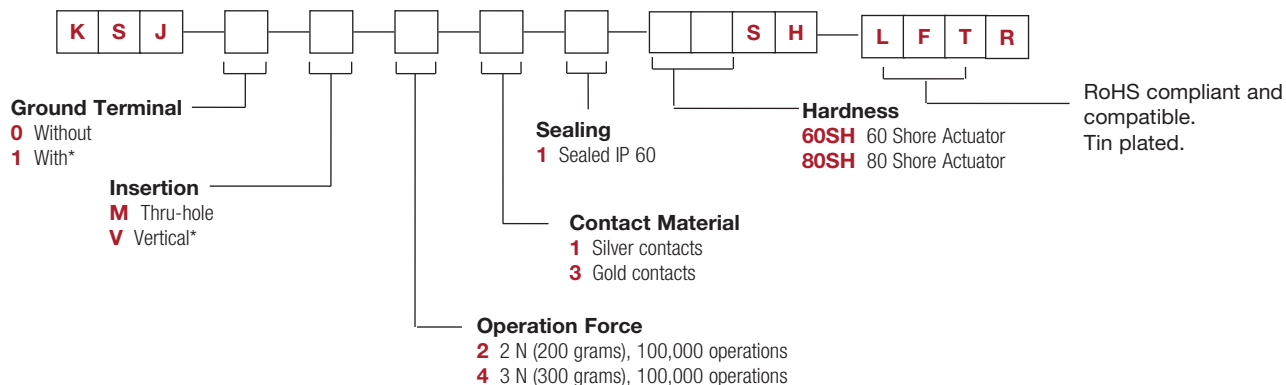 K S J S H L F T R
Ground Terminal
0 Without
1 With*
Insertion
M Thru-hole
V Vertical*
Operation Force
2 2 N (200 grams), 100,000 operations
4 3 N (300 grams), 100,000 operations
Contact Material
1 Silver contacts
3 Gold contacts
Sealing
1 Sealed IP 60
Hardness
60SH 60 Shore Actuator
80SH 80 Shore Actuator
RoHS compliant and
compatible.
Tin plated.